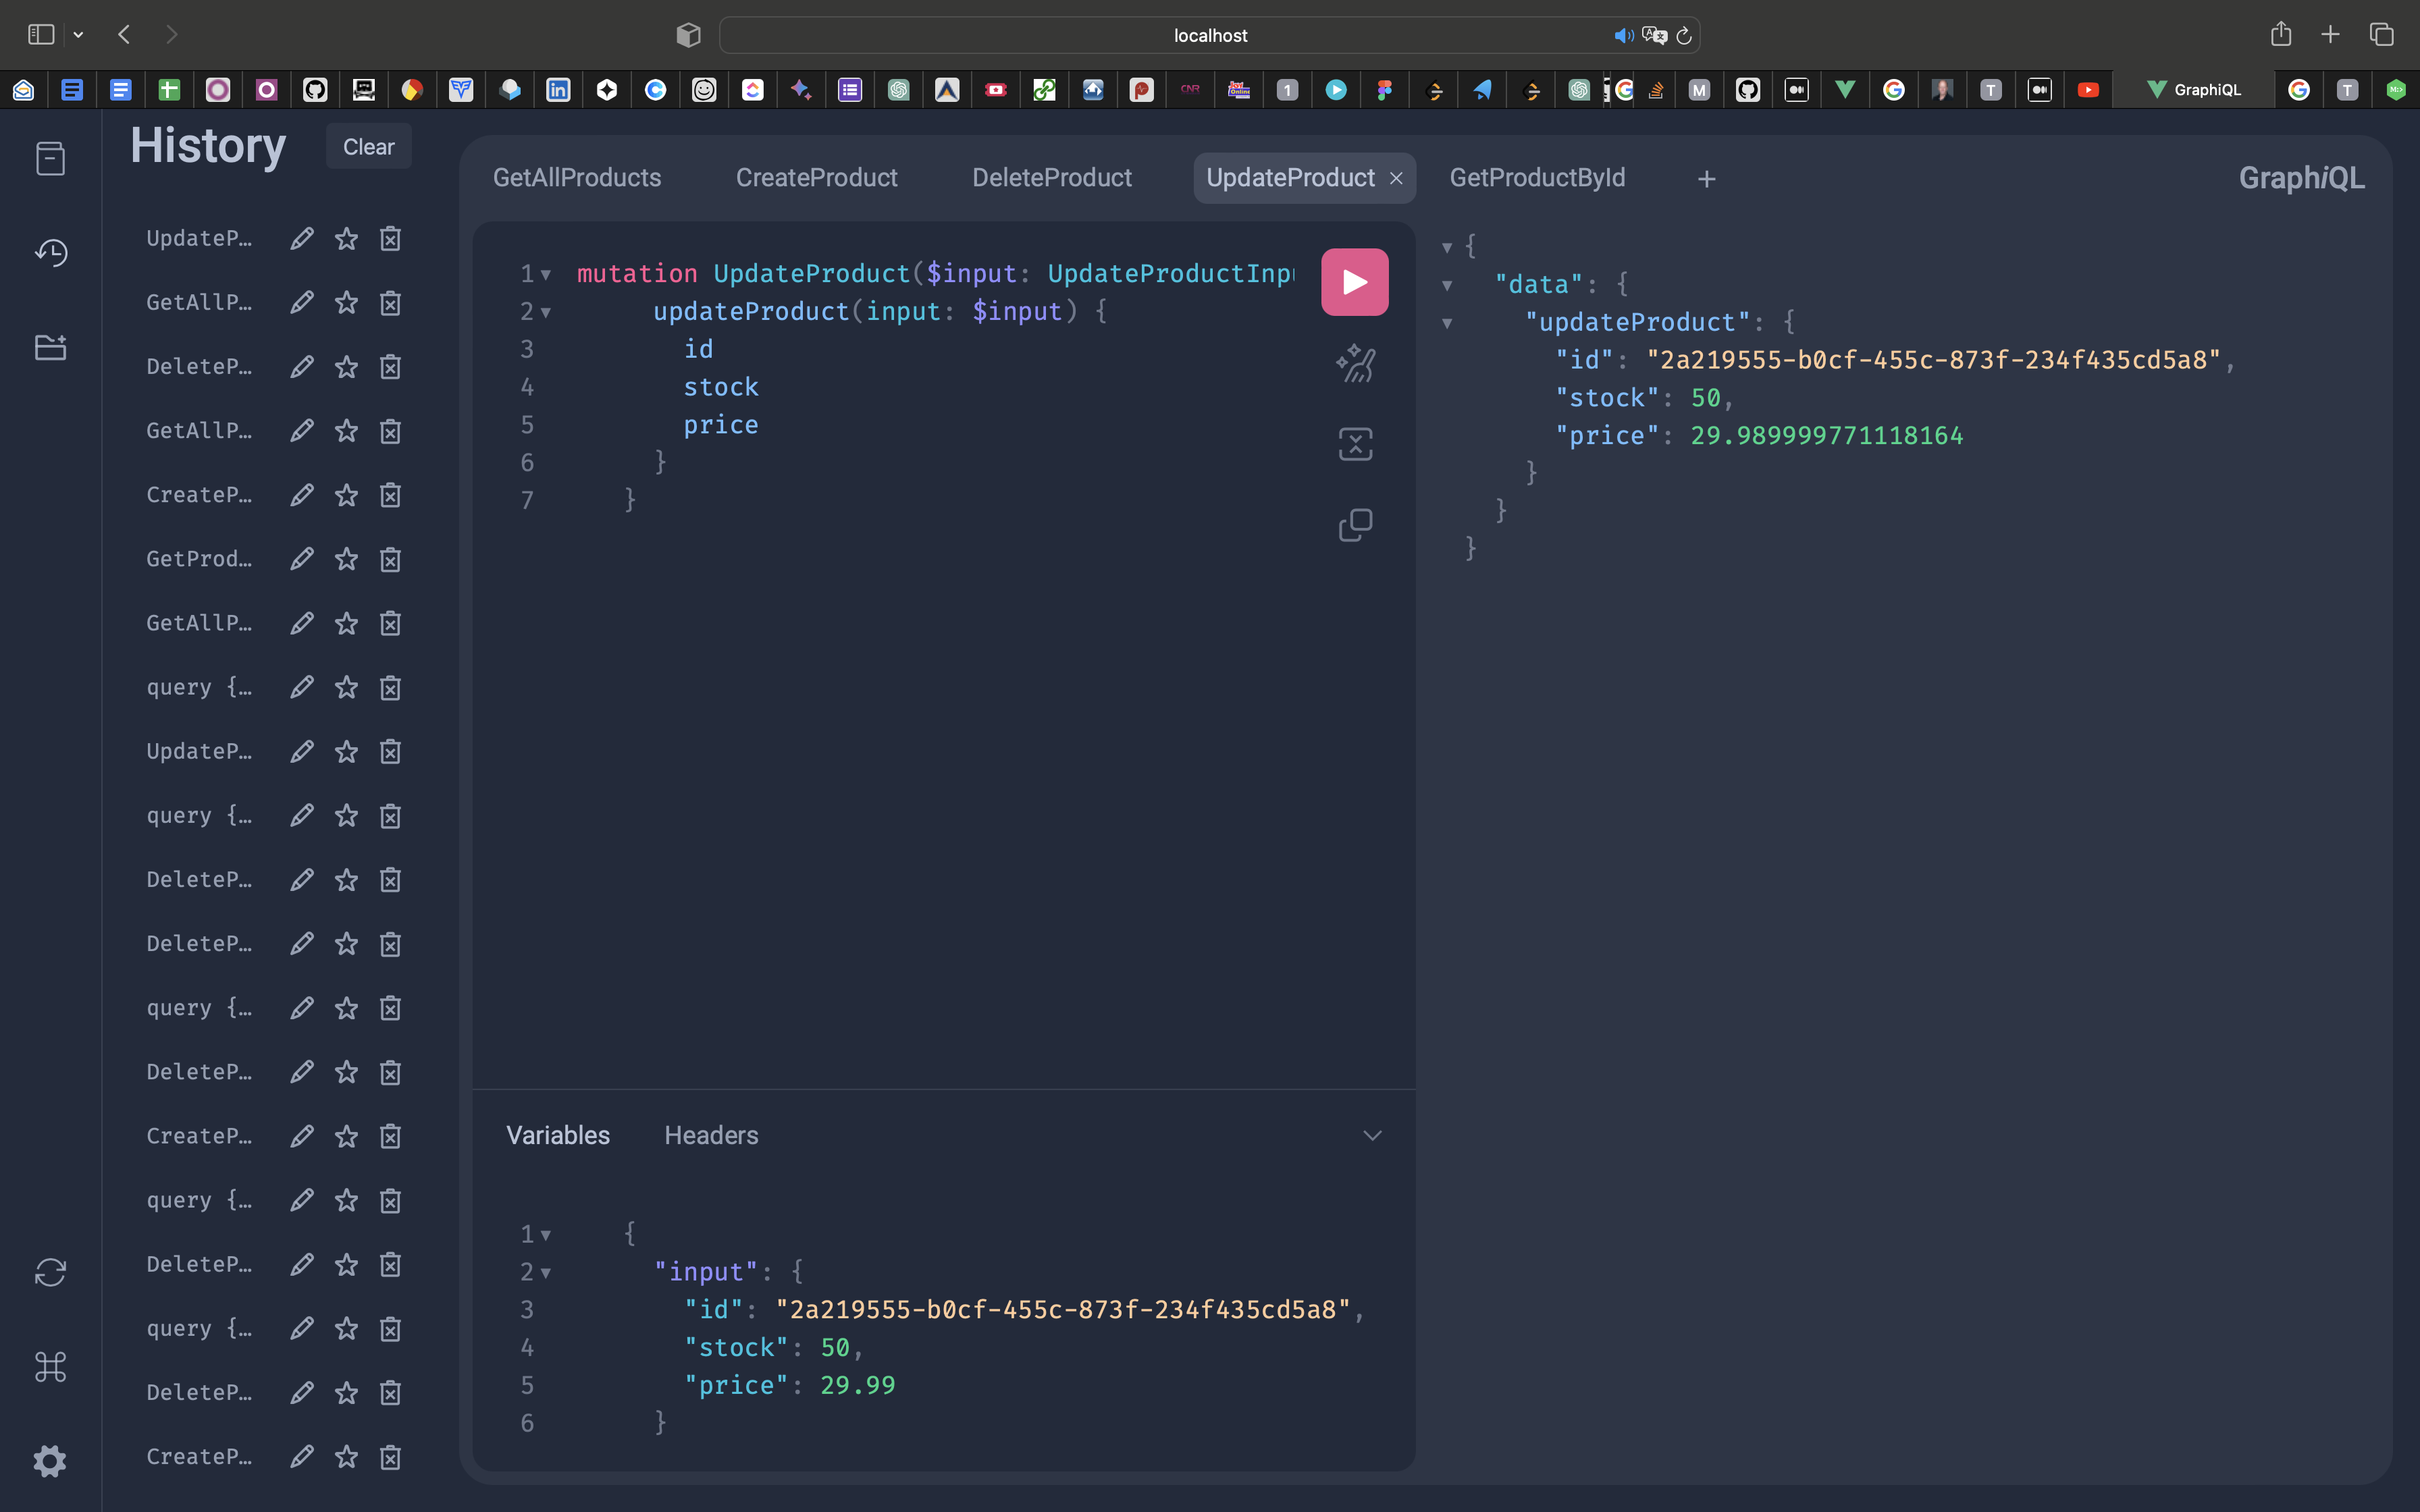 localhost
GraphiQL
History
Clear
UpdateP…
GetAllP…
DeleteP…
GetAllP…
CreateP…
GetProd…
GetAllP…
query {…
UpdateP…
query {…
DeleteP…
DeleteP…
query {…
DeleteP…
CreateP…
query {…
DeleteP…
query {…
DeleteP…
CreateP…
GetAllProducts CreateProduct DeleteProduct UpdateProduct GetProductById
GraphiQL
1 mutation UpdateProduct($input: UpdateProductInp
2 updateProduct(input: $input) {
3 id
4 stock
5 price
6 }
7 }
Variables Headers
1 {
2 "input": {
3 "id": "2a219555-b0cf-455c-873f-234f435cd5a8",
4 "stock": 50,
5 "price": 29.99
6 }
{
"data": {
"updateProduct": {
"id": "2a219555-b0cf-455c-873f-234f435cd5a8",
"stock": 50,
"price": 29.989999771118164
}
}
}